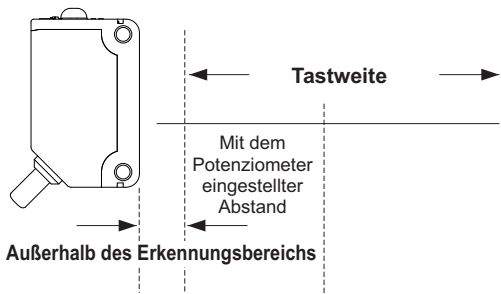 Tastweite
Mit dem
Potenziometer
eingestellter
Abstand
Außerhalb des Erkennungsbereichs